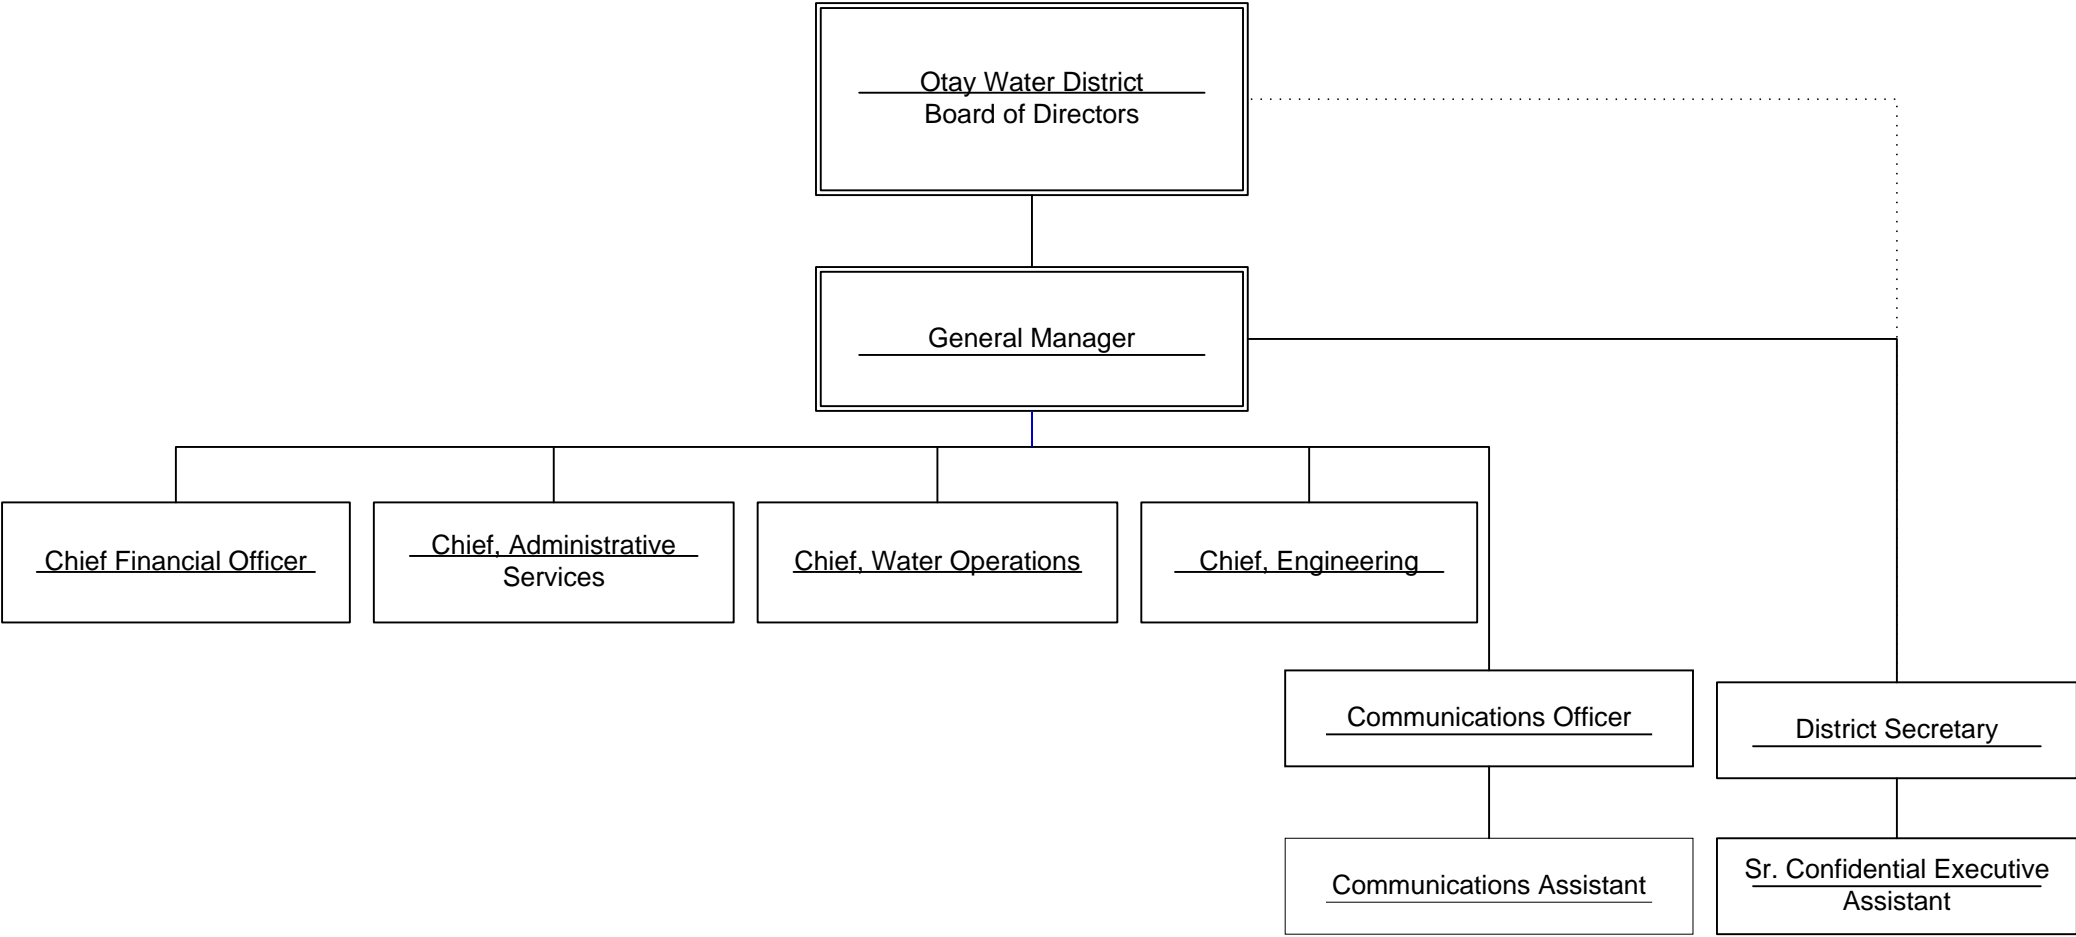 Otay Water District
Board of Directors
General Manager
Chief Financial Officer
Chief, Administrative
Services
Chief, Water Operations
Chief, Engineering
Communications Officer
District Secretary
Communications Assistant
Sr. Confidential Executive
Assistant